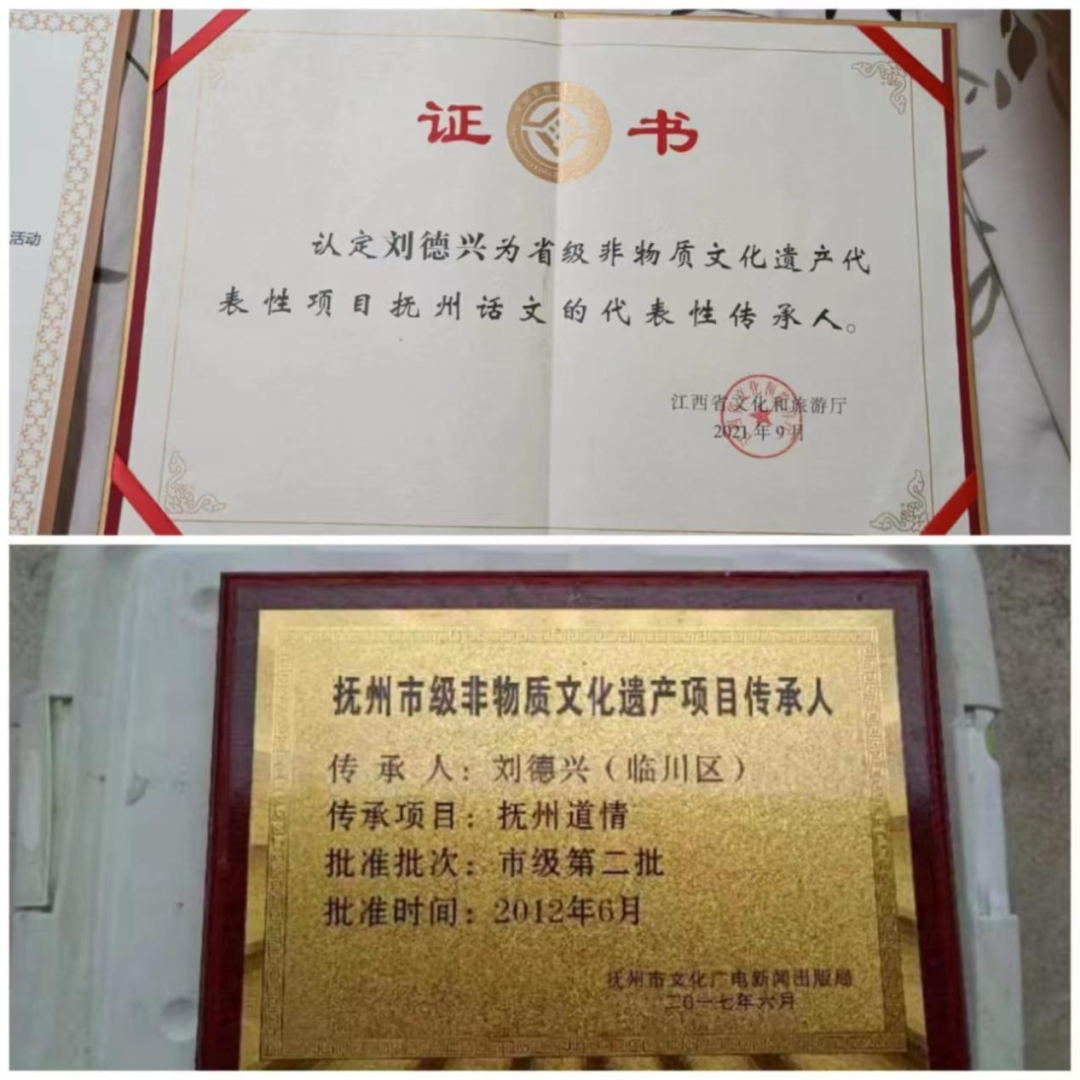 活动
证书
认定刘德兴为省级非物质文化遗产代
表性项目抚州话文的代表性传承人。
江西省文化和旅游厅
2021年9月
抚州市级非物质文化遗产项目传承人
传承人：刘德兴（临川区）
传承项目：抚州道情
批准批次：市级第二批
批准时间：2012年6月
抚州市文化广电新闻出版局
二〇一七年六月